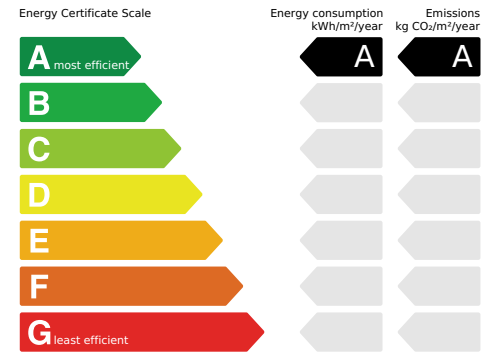 Energy Certificate Scale
Energy consumption
kWh/m²/year
Emissions
kg CO₂/m²/year
A most efficient
A
A
B
C
D
E
F
G least efficient